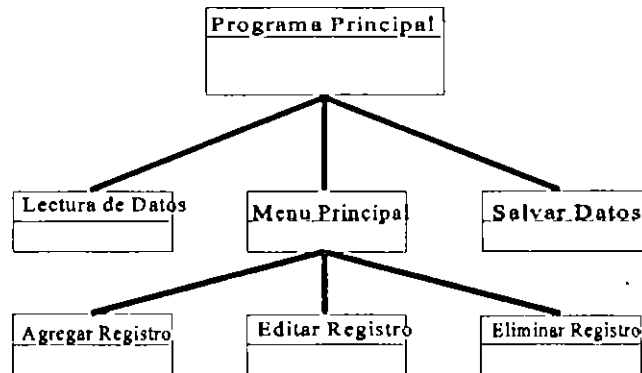 Programa Principal
Lectura de Datos
Menu Principal
Salvar Datos
Agregar Registro
Editar Registro
Eliminar Registro